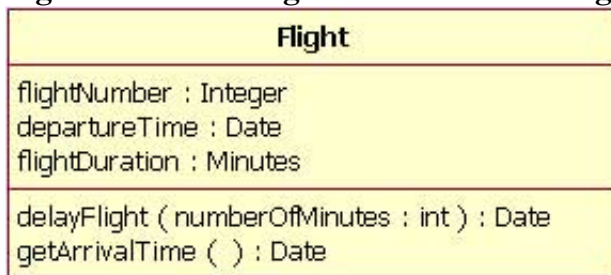 Flight
flightNumber : Integer
departureTime : Date
flightDuration : Minutes
delayFlight ( numberOfMinutes : int ) : Date
getArrivalTime ( ) : Date